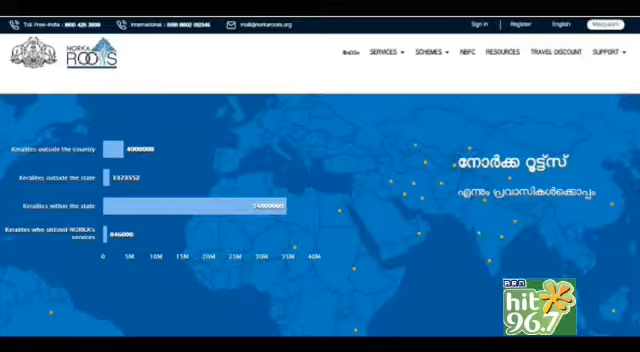 Toll Free-India : 1800 425 3939
International : 0091 8802 012345
mail@norkaroots.org
Sign in
Register
English
Malayalam
NORKA
ROOTS
SERVICES
SCHEMES
NBFC
RESOURCES
TRAVEL DISCOUNT
SUPPORT
Keralites outside the country
4000000
നോർക്ക റൂട്ട്സ്
Keralites outside the state
എന്നും പ്രവാസികൾക്കൊപ്പം
Keralites within the state
34800000
Keralites who utilized NORKA's
services
846000
0 5M 10M 15M 20M 25M 30M 35M 40M
ARN
hit
96.7